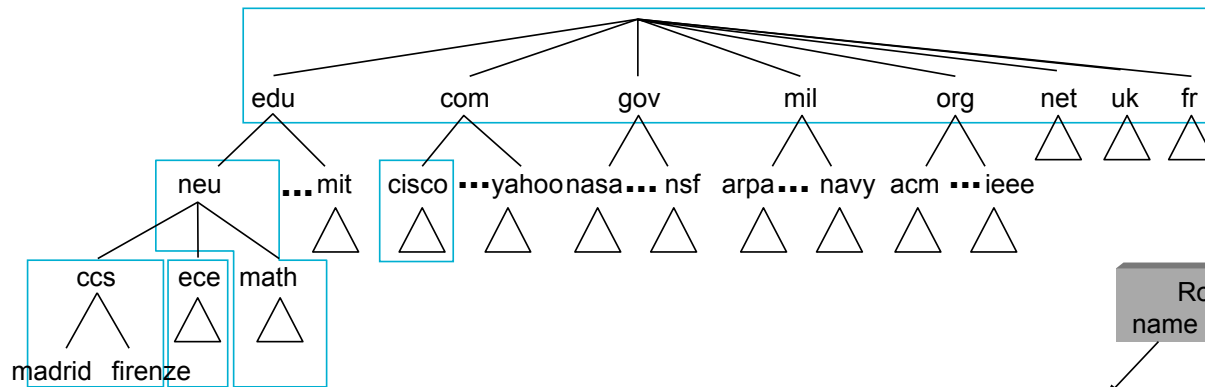 edu com gov mil org net uk fr
neu ... mit cisco ... yahoo nasa ... nsf arpa ... navy acm ... ieee
ccs ece math
name
madrid firenze